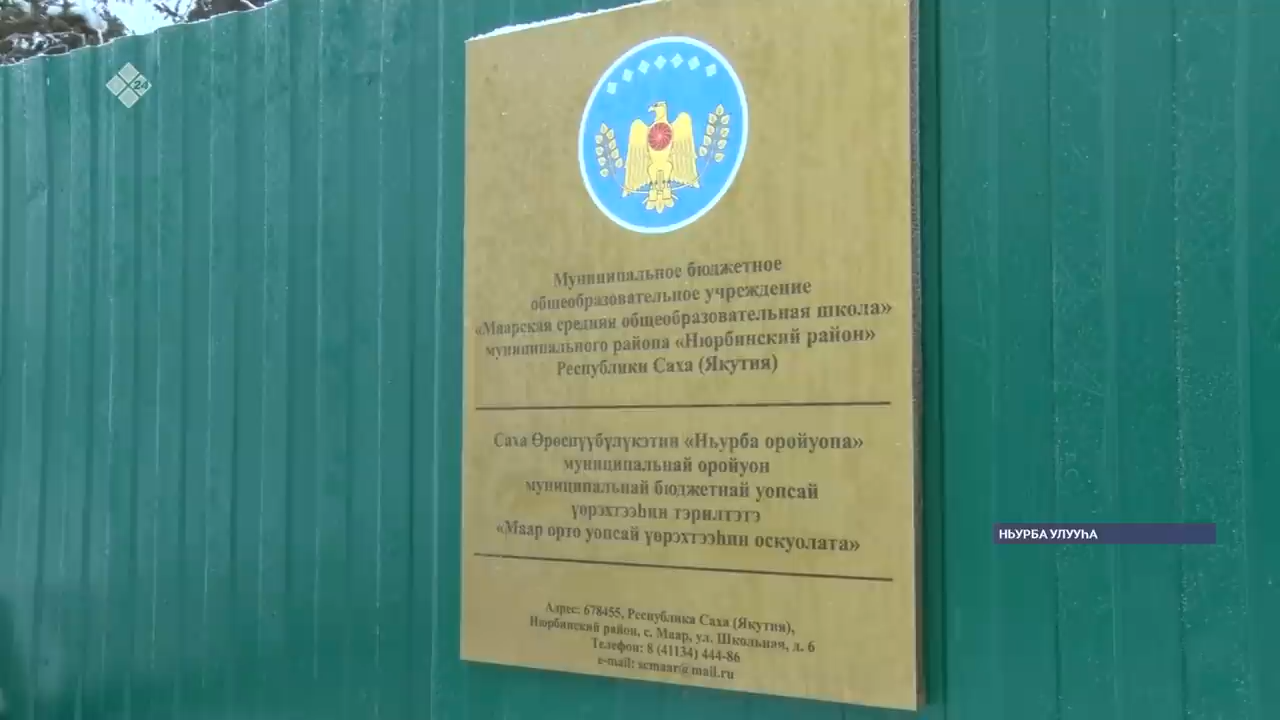 24
Муниципальное бюджетное
общеобразовательное учреждение
«Маарская средняя общеобразовательная школа»
муниципального района «Нюрбинский район»
Республики Саха (Якутия)
Саха Өрөспүүбүлүкэтин «Ньурба оройуона»
муниципальнай оройуон
муниципальнай бюджетнай уопсай
үөрэхтээһин тэрилтэтэ
«Маар орто уопсай үөрэхтээһин оскуолата»
Адрес: 678455, Республика Саха (Якутия),
Нюрбинский район, с. Маар, ул. Школьная, д. 6
Телефон: 8 (41134) 444-86
e-mail: scmaar@mail.ru
НЬУРБА УЛУУҺА